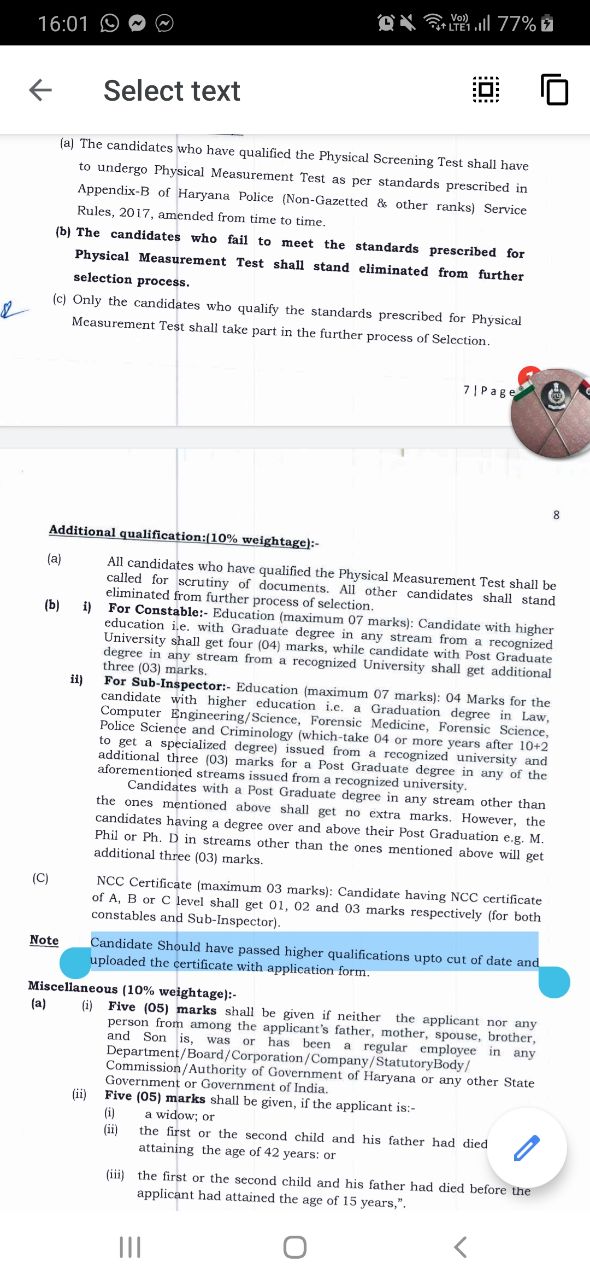 16:01
Vo))
LTE1
77%
Select text
(a) The candidates who have qualified the Physical Screening Test shall have
to undergo Physical Measurement Test as per standards prescribed in
Appendix-B of Haryana Police (Non-Gazetted & other ranks) Service
Rules, 2017, amended from time to time.
(b) The candidates who fail to meet the standards prescribed for
Physical Measurement Test shall stand eliminated from further
selection process.
(c) Only the candidates who qualify the standards prescribed for Physical
Measurement Test shall take part in the further process of Selection.
7 | Page
8
Additional qualification:(10% weightage):-
(a) All candidates who have qualified the Physical Measurement Test shall be
called for scrutiny of documents. All other candidates shall stand
eliminated from further process of selection.
(b) i) For Constable:- Education (maximum 07 marks): Candidate with higher
education i.e. with Graduate degree in any stream from a recognized
University shall get four (04) marks, while candidate with Post Graduate
degree in any stream from a recognized University shall get additional
three (03) marks.
ii) For Sub-Inspector:- Education (maximum 07 marks): 04 Marks for the
candidate with higher education i.e. a Graduation degree in Law,
Computer Engineering/Science, Forensic Medicine, Forensic Science,
Police Science and Criminology (which-take 04 or more years after 10+2
to get a specialized degree) issued from a recognized university and
additional three (03) marks for a Post Graduate degree in any of the
aforementioned streams issued from a recognized university.
Candidates with a Post Graduate degree in any stream other than
the ones mentioned above shall get no extra marks. However, the
candidates having a degree over and above their Post Graduation e.g. M.
Phil or Ph. D in streams other than the ones mentioned above will get
additional three (03) marks.
(C) NCC Certificate (maximum 03 marks): Candidate having NCC certificate
of A, B or C level shall get 01, 02 and 03 marks respectively (for both
constables and Sub-Inspector).
Note Candidate Should have passed higher qualifications upto cut of date and
uploaded the certificate with application form.
Miscellaneous (10% weightage):-
(a) (i) Five (05) marks shall be given if neither the applicant nor any
person from among the applicant's father, mother, spouse, brother,
and Son is, was or has been a regular employee in any
Department/Board/Corporation/Company/StatutoryBody/
Commission/Authority of Government of Haryana or any other State
Government or Government of India.
(ii) Five (05) marks shall be given, if the applicant is:-
(i) a widow; or
(ii) the first or the second child and his father had died
attaining the age of 42 years: or
(iii) the first or the second child and his father had died before the
applicant had attained the age of 15 years,".